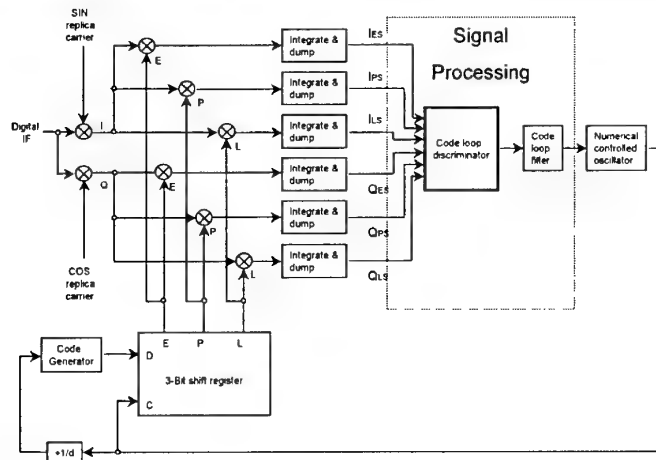 SIN
replica
carrier
Digital
IF
I
Q
COS
replica
carrier
E
P
L
E
P
L
Integrate &
dump
Integrate &
dump
Integrate &
dump
Integrate &
dump
Integrate &
dump
Integrate &
dump
IES
IPS
ILS
QES
QPS
QLS
Signal
Processing
Code loop
discriminator
Code
loop
filter
Numerical
controlled
oscillator
Code
Generator
E P L
D
3-Bit shift register
C
÷1/d